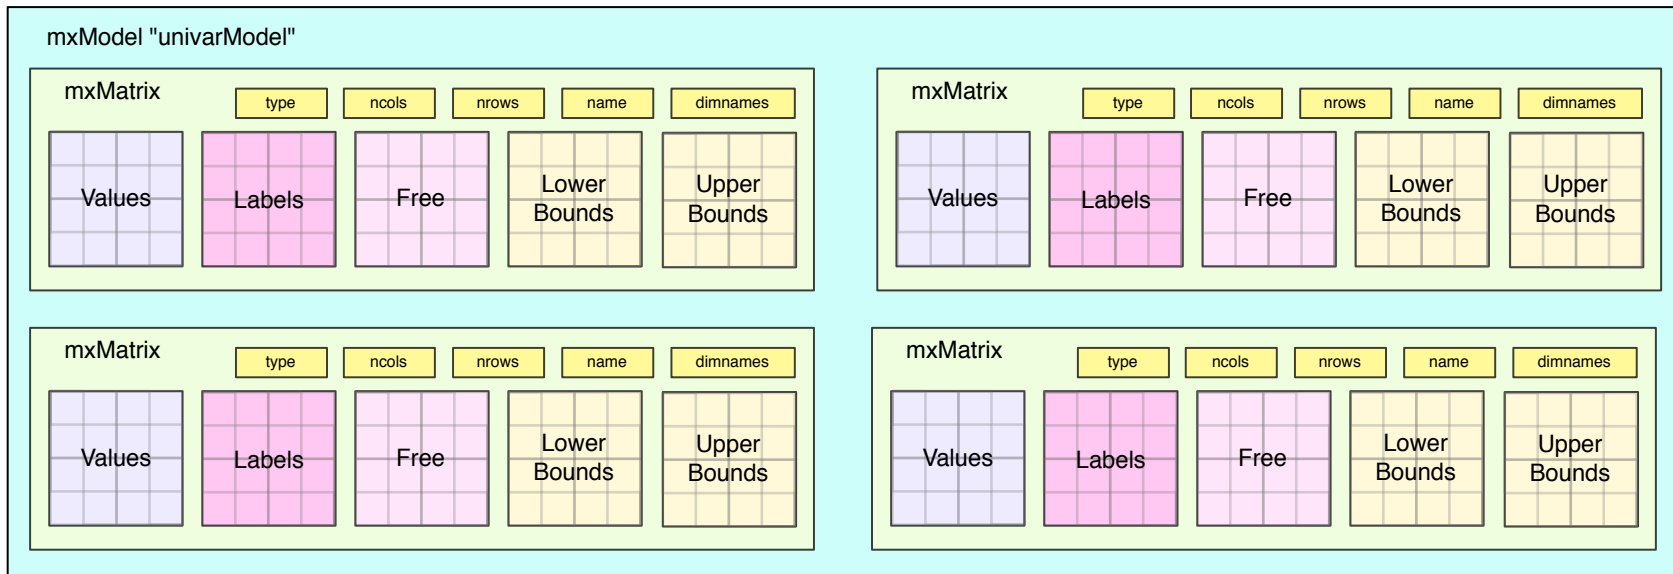 mxModel "univarModel"
mxMatrix
type ncols nrows name dimnames
Values Labels Free Lower Bounds Upper Bounds
mxMatrix
type ncols nrows name dimnames
Values Labels Free Lower Bounds Upper Bounds
mxMatrix
type ncols nrows name dimnames
Values Labels Free Lower Bounds Upper Bounds
mxMatrix
type ncols nrows name dimnames
Values Labels Free Lower Bounds Upper Bounds